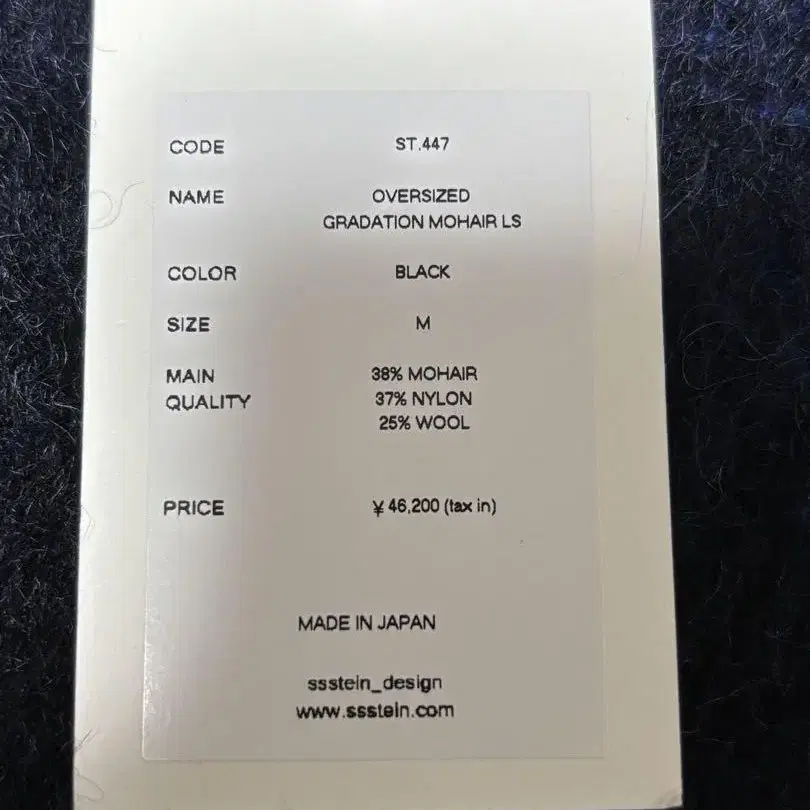 CODE ST.447
NAME OVERSIZED
GRADATION MOHAIR LS
COLOR BLACK
SIZE M
MAIN 38% MOHAIR
QUALITY 37% NYLON
25% WOOL
PRICE ¥ 46,200 (tax in)
MADE IN JAPAN
ssstein_design
www.ssstein.com